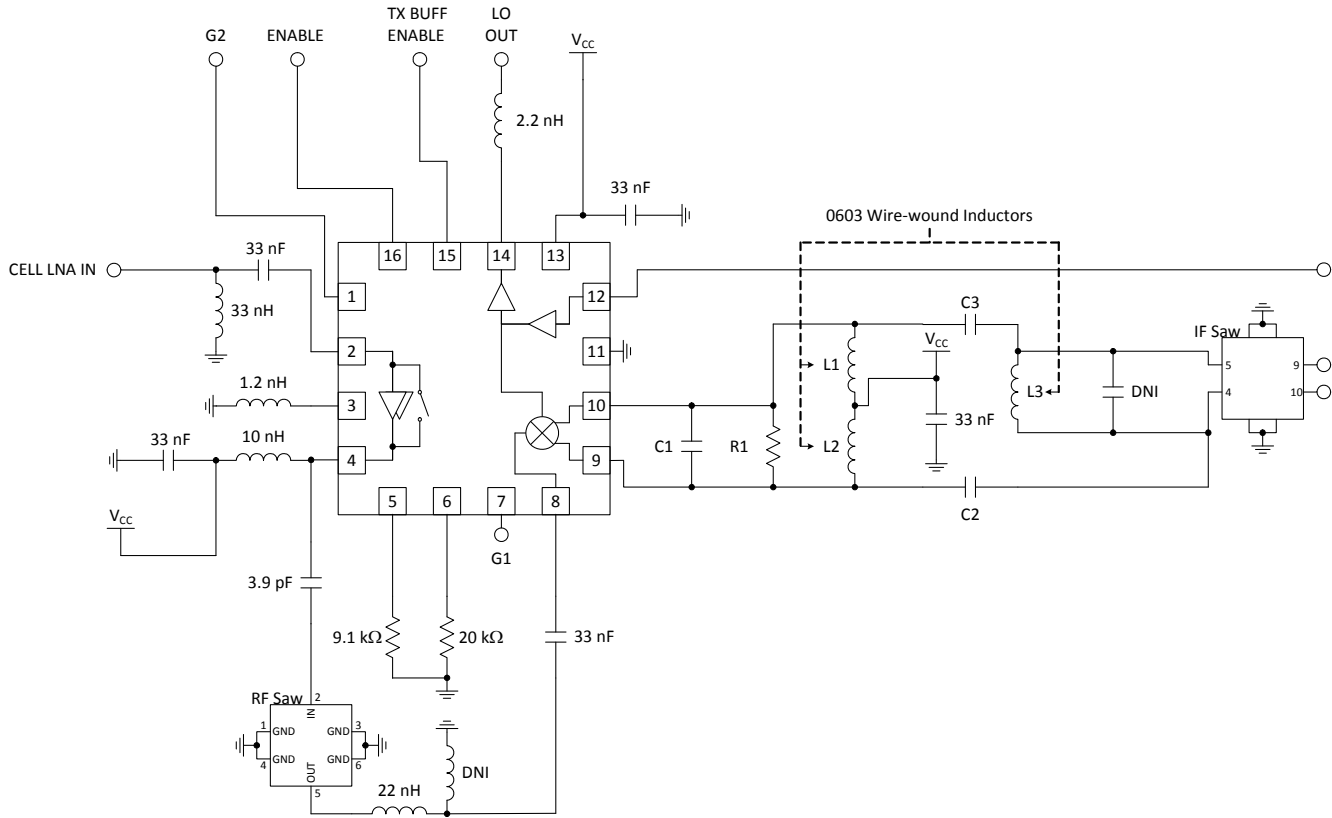 G2
ENABLE
TX BUFF
ENABLE
LO
OUT
VCC
2.2 nH
33 nF
0603 Wire-wound Inductors
CELL LNA IN
33 nF
33 nH
16
15
14
13
1
12
2
11
3
10
4
9
5
6
7
8
1.2 nH
33 nF
10 nH
VCC
G1
C1
R1
L1
L2
VCC
33 nF
C3
L3
DNI
C2
IF Saw
5
4
9
10
3.9 pF
9.1 kΩ
20 kΩ
33 nF
RF Saw
2
IN
1
GND
3
GND
4
GND
6
GND
OUT
5
22 nH
DNI